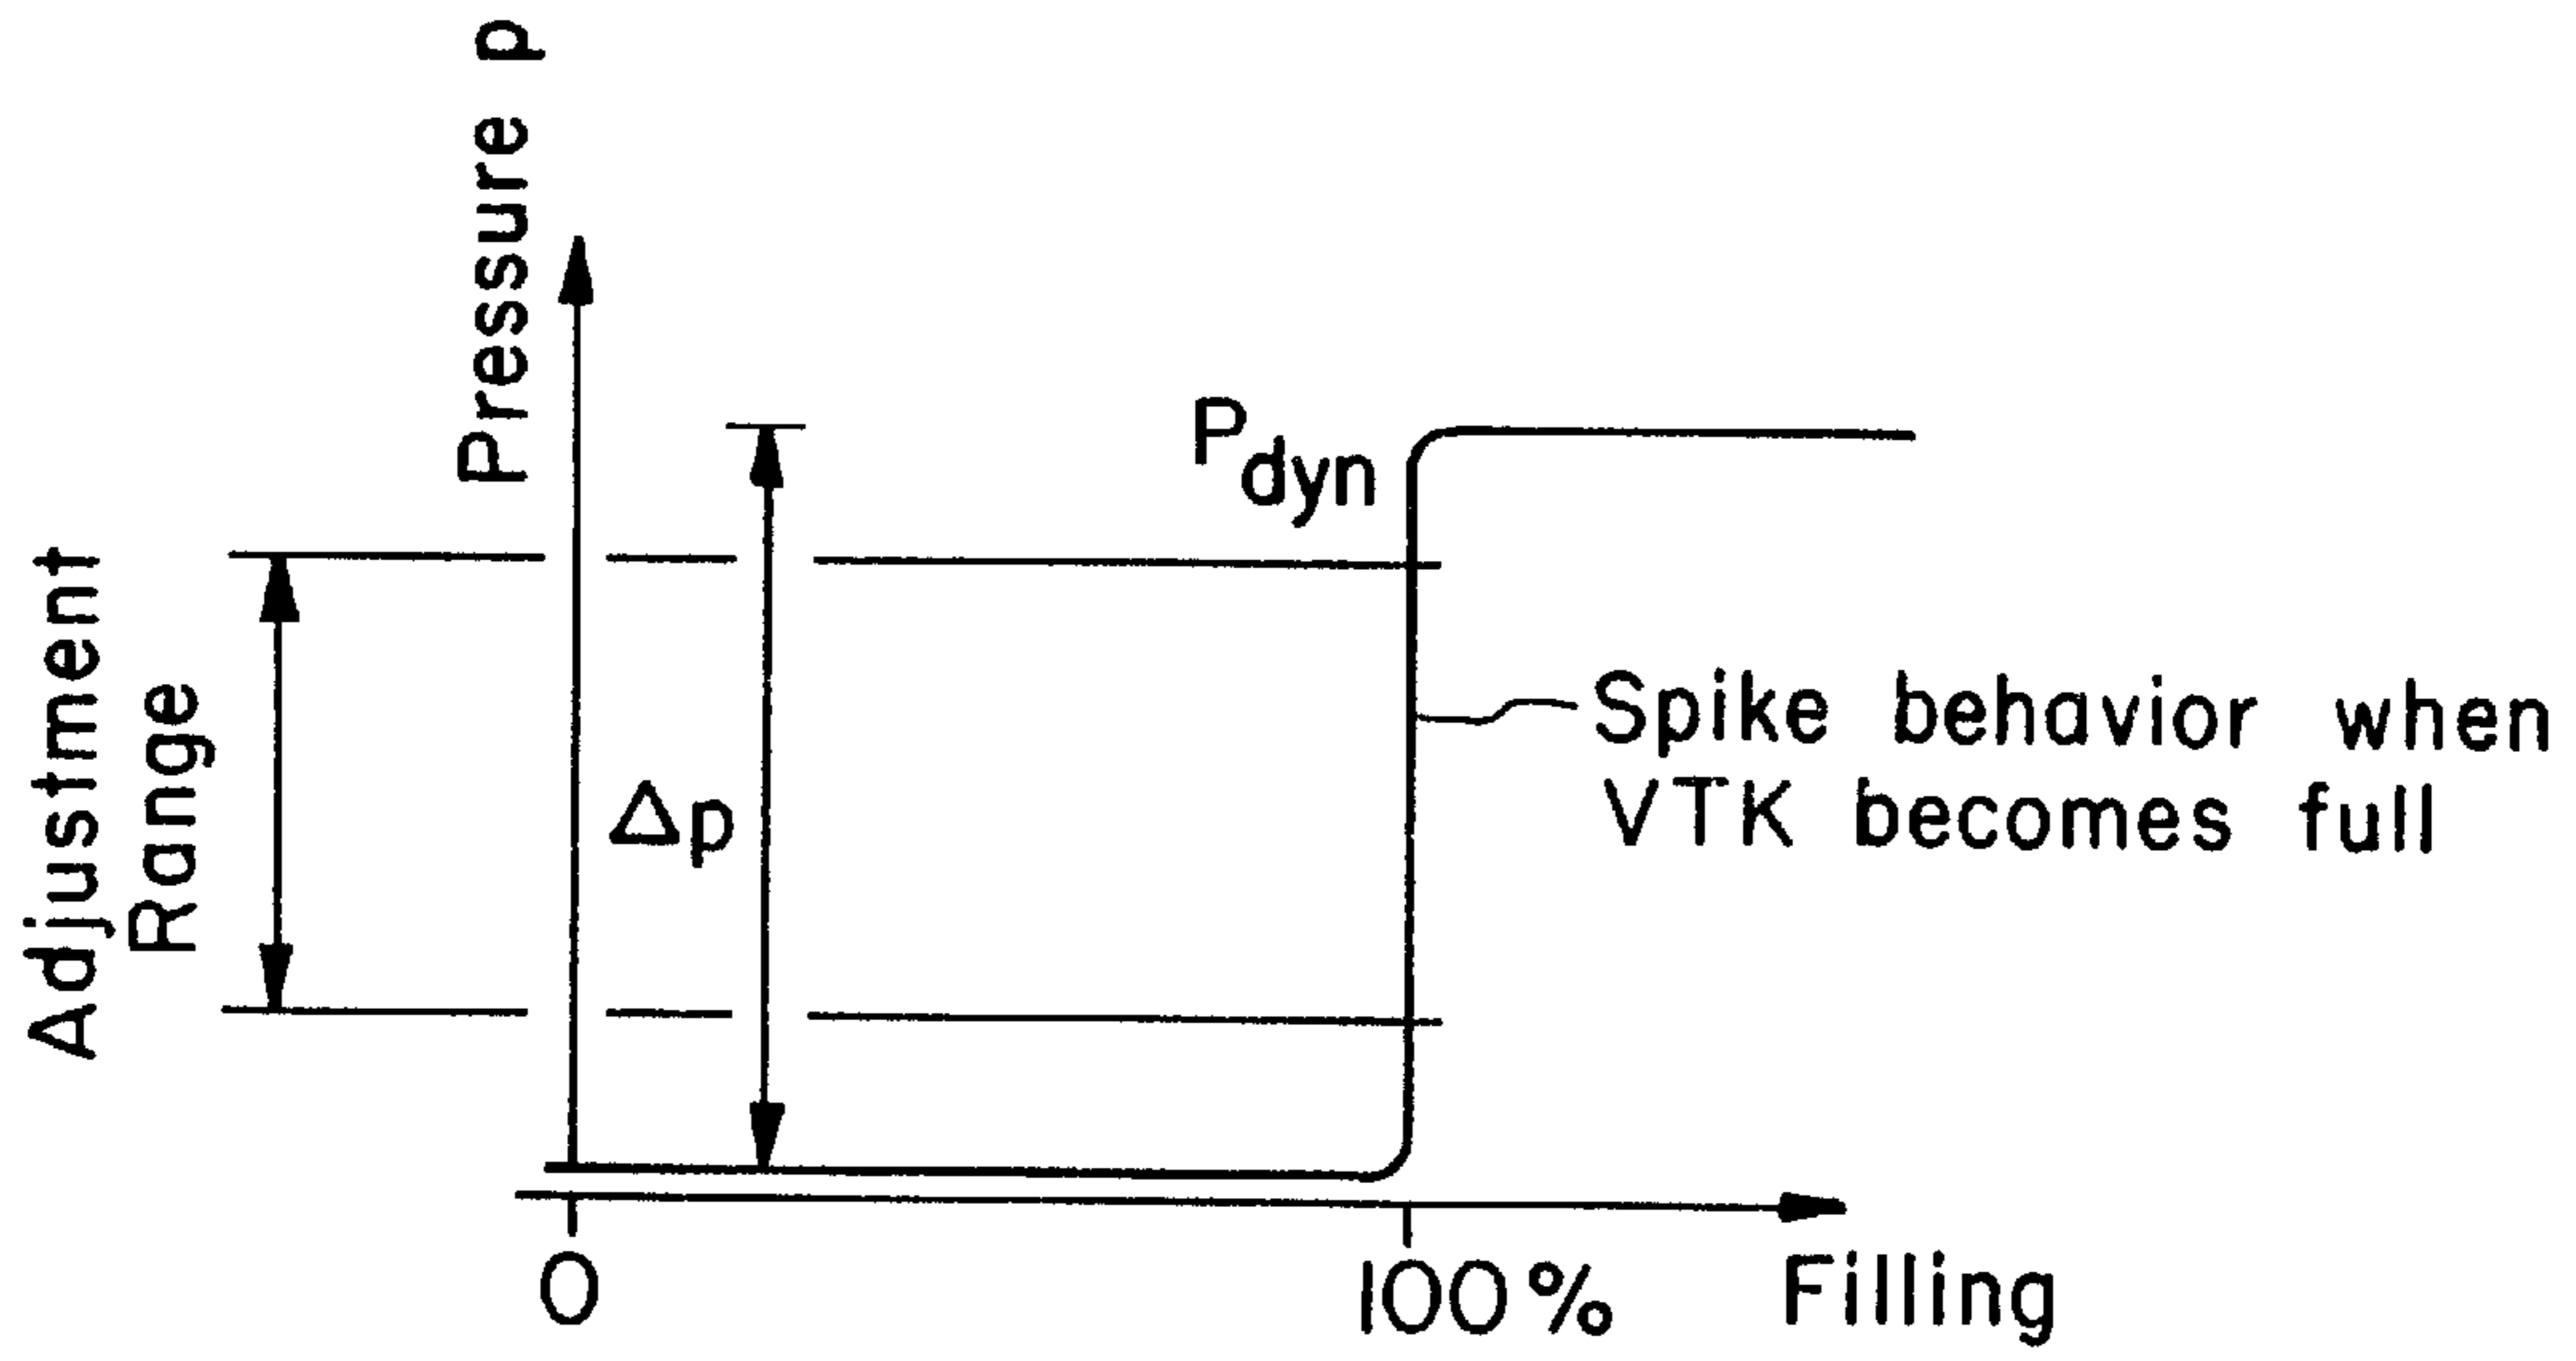 Pressure p
Adjustment
Range
Δp
Pdyn
Spike behavior when
VTK becomes full
0
100%
Filling